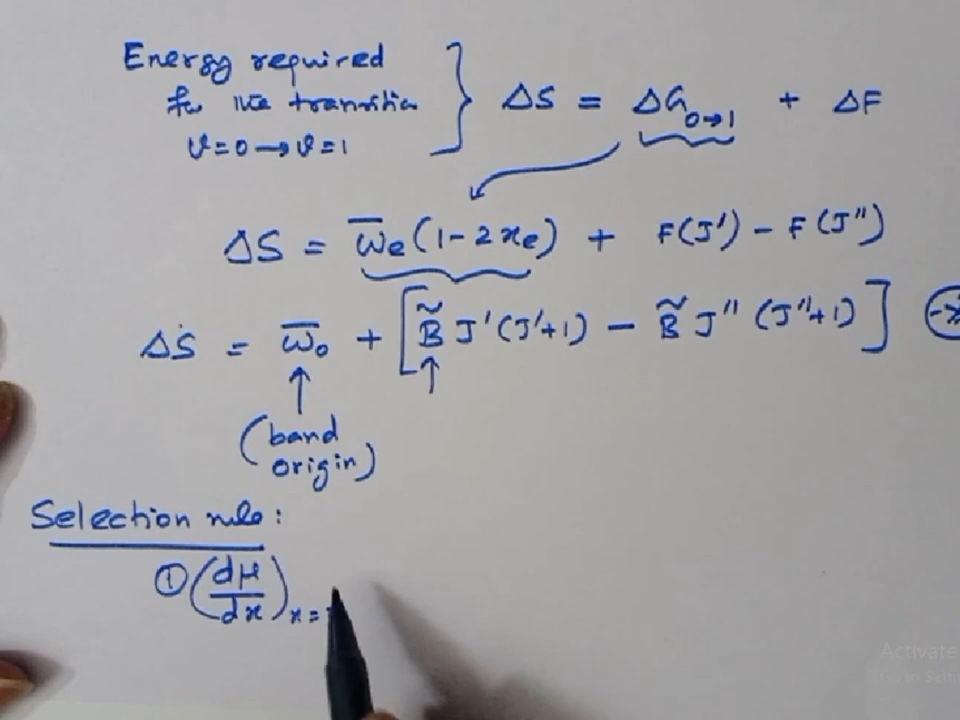 Energy required
for the transition } ΔS = ΔG₀→₁ + ΔF
v=0 → v=1
ΔS = ω̅e(1-2xe) + F(J') - F(J")
ΔS = ω̅₀ + [B̃ J'(J'+1) - B̃ J" (J"+1)]
(band
origin)
Selection rule:
① (dμ/dx)x=
Activate